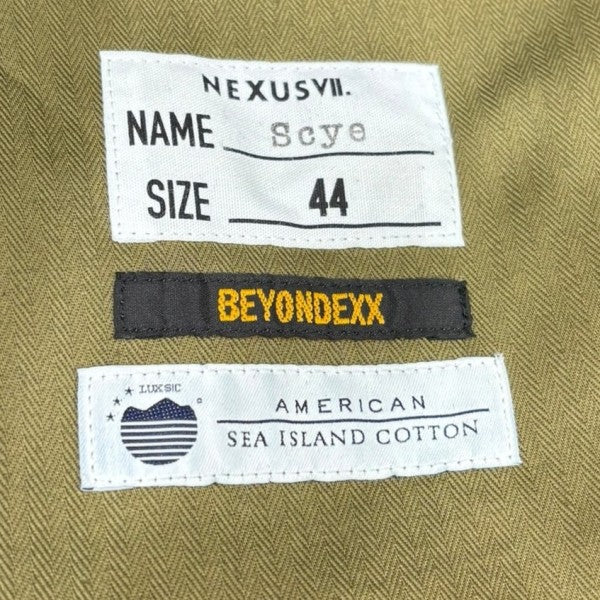 NEXUSVII.
NAME Scye
SIZE 44
BEYONDEXX
LUXSIC
AMERICAN
SEA ISLAND COTTON